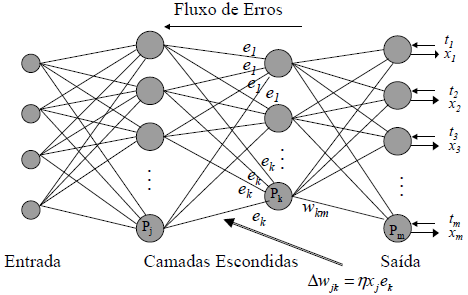 Fluxo de Erros
e1
e1
e1
e1
ek
ek
ek
ek
t1
x1
t2
x2
t3
x3
tm
xm
Pj
Pk
Pm
wkm
Entrada
Camadas Escondidas
Saída
Δwjk = ηxjek